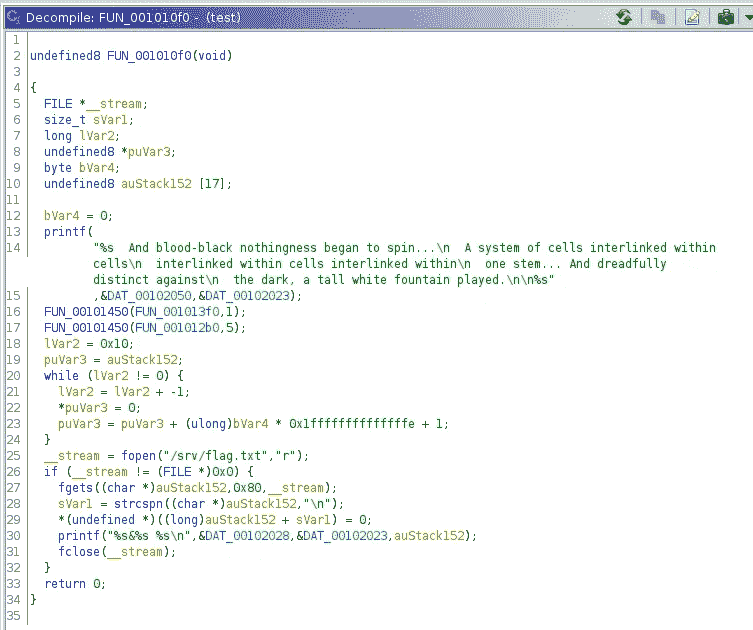 Decompile: FUN_001010f0 - (test)
1
2 undefined8 FUN_001010f0(void)
3
4 {
5 FILE *__stream;
6 size_t sVar1;
7 long lVar2;
8 undefined8 *puVar3;
9 byte bVar4;
10 undefined8 auStack152 [17];
11
12 bVar4 = 0;
13 printf(
14 "%s  And blood-black nothingness began to spin...\n  A system of cells interlinked within
cells\n  interlinked within cells interlinked within\n  one stem... And dreadfully
distinct against\n  the dark, a tall white fountain played.\n\n%s"
15 ,&DAT_00102050,&DAT_00102023);
16 FUN_00101450(FUN_001013f0,1);
17 FUN_00101450(FUN_001012b0,5);
18 lVar2 = 0x10;
19 puVar3 = auStack152;
20 while (lVar2 != 0) {
21 lVar2 = lVar2 + -1;
22 *puVar3 = 0;
23 puVar3 = puVar3 + (ulong)bVar4 * 0x1ffffffffffffffe + 1;
24 }
25 __stream = fopen("/srv/flag.txt","r");
26 if (__stream != (FILE *)0x0) {
27 fgets((char *)auStack152,0x80,__stream);
28 sVar1 = strcspn((char *)auStack152,"\n");
29 *(undefined *)((long)auStack152 + sVar1) = 0;
30 printf("%s&%s %s\n",&DAT_00102028,&DAT_00102023,auStack152);
31 fclose(__stream);
32 }
33 return 0;
34 }
35